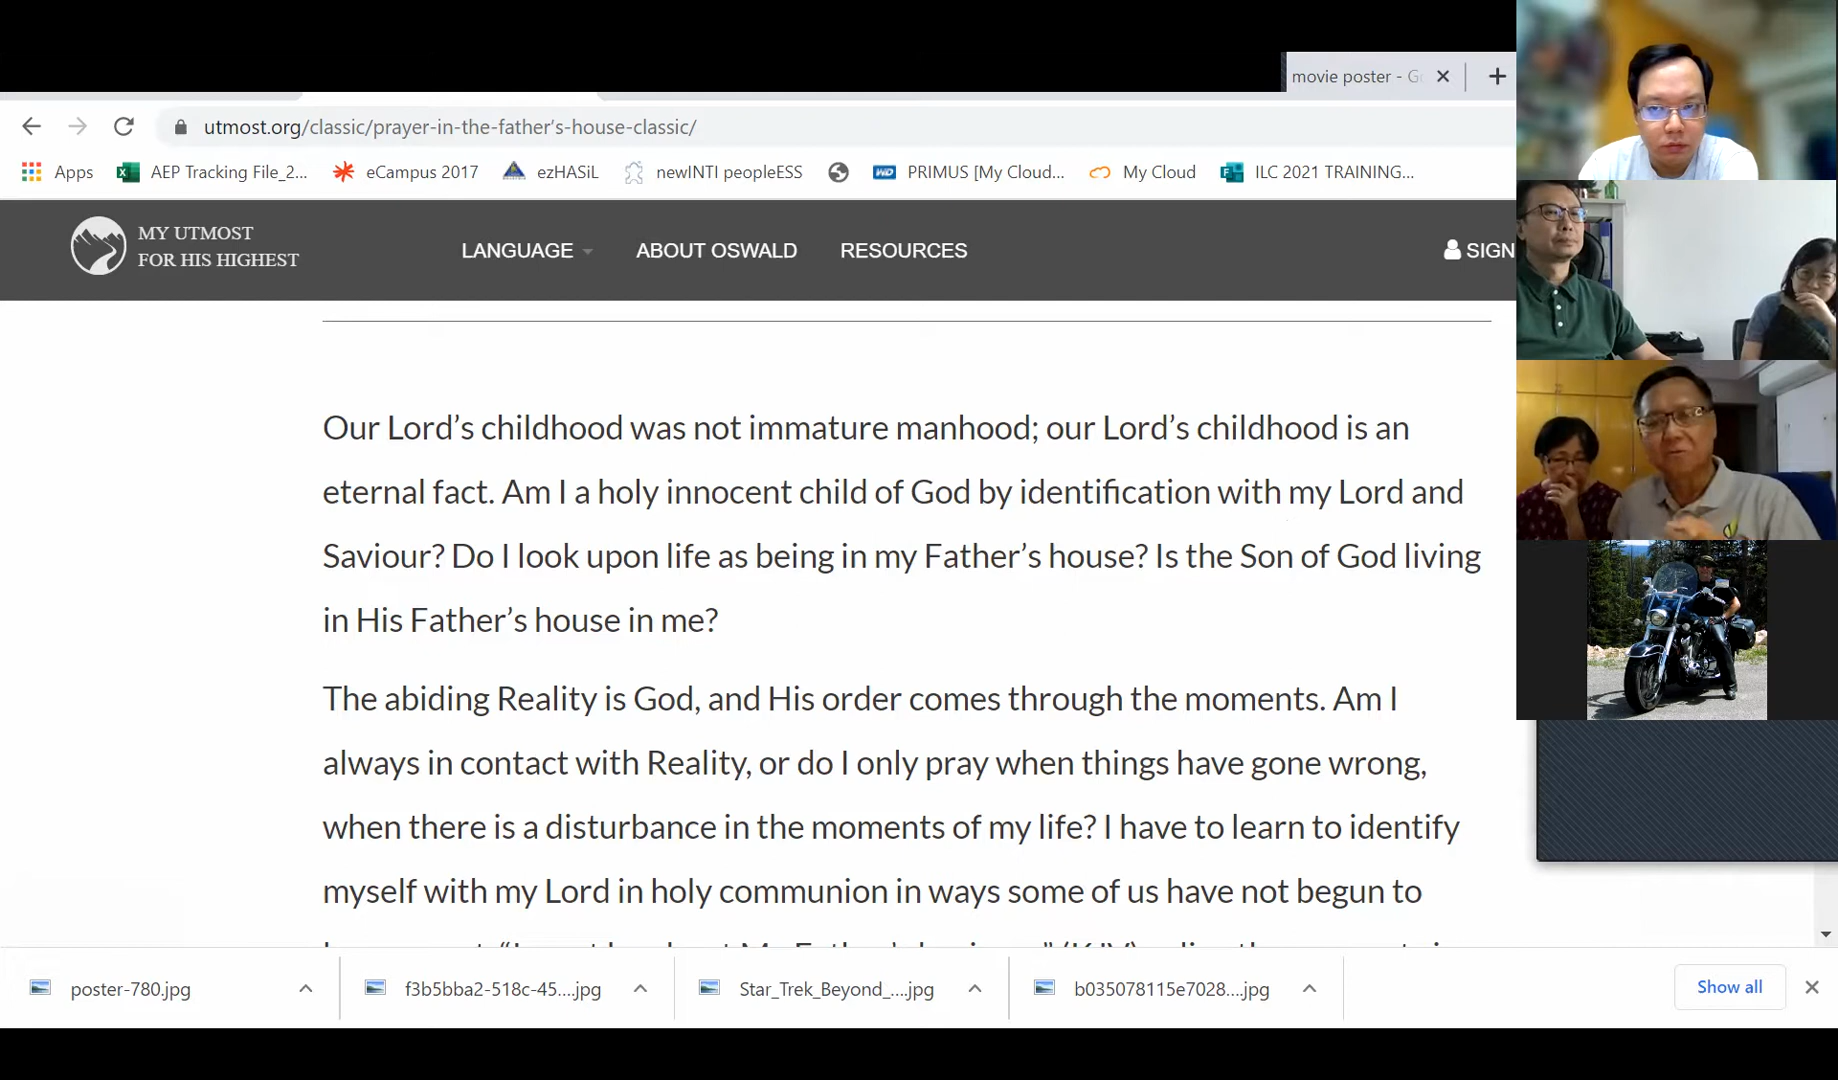 movie poster - Go
utmost.org/classic/prayer-in-the-father’s-house-classic/
Apps AEP Tracking File_2... eCampus 2017 ezHASiL newINTI peopleESS PRIMUS [My Cloud... My Cloud ILC 2021 TRAINING...
MY UTMOST
FOR HIS HIGHEST
LANGUAGE ABOUT OSWALD RESOURCES SIGN
Our Lord’s childhood was not immature manhood; our Lord’s childhood is an
eternal fact. Am I a holy innocent child of God by identification with my Lord and
Saviour? Do I look upon life as being in my Father’s house? Is the Son of God living
in His Father’s house in me?
The abiding Reality is God, and His order comes through the moments. Am I
always in contact with Reality, or do I only pray when things have gone wrong,
when there is a disturbance in the moments of my life? I have to learn to identify
myself with my Lord in holy communion in ways some of us have not begun to
poster-780.jpg f3b5bba2-518c-45....jpg Star_Trek_Beyond_....jpg b035078115e7028....jpg Show all